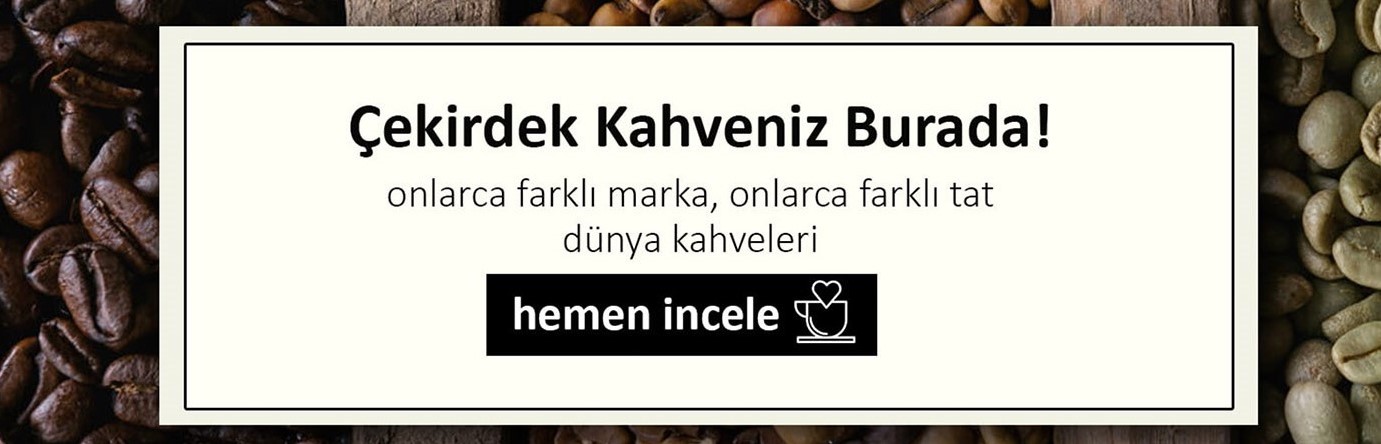 Çekirdek Kahveniz Burada!
onlarca farklı marka, onlarca farklı tat
dünya kahveleri
hemen incele